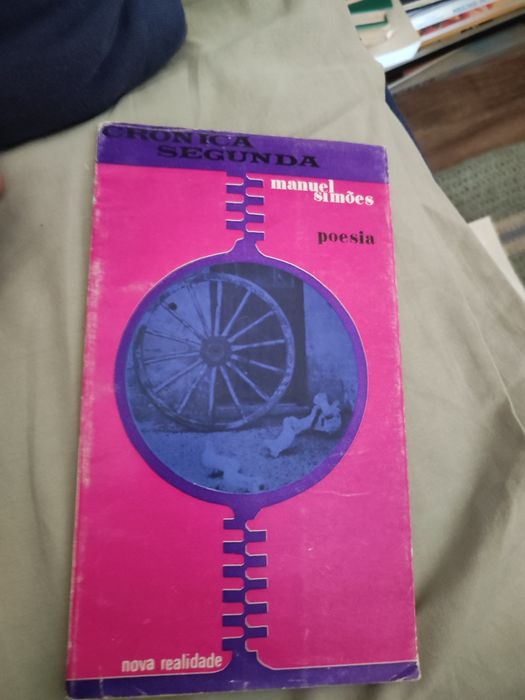 CRÓNICA
SEGUNDA
manuel
simões
poesia
nova realidade